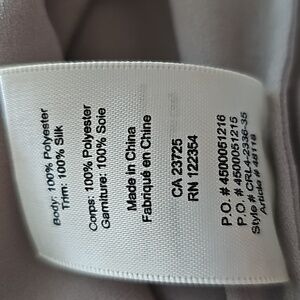 Body: 100% Polyester
Trim: 100% Silk
Corps: 100% Polyester
Garniture: 100% Soie
Made in China
Fabriqué en Chine
CA 23725
RN 122354
P.O. # 4500051216
P.O. # 4500051215
Style # CRL4-2336-35
Article # 48116